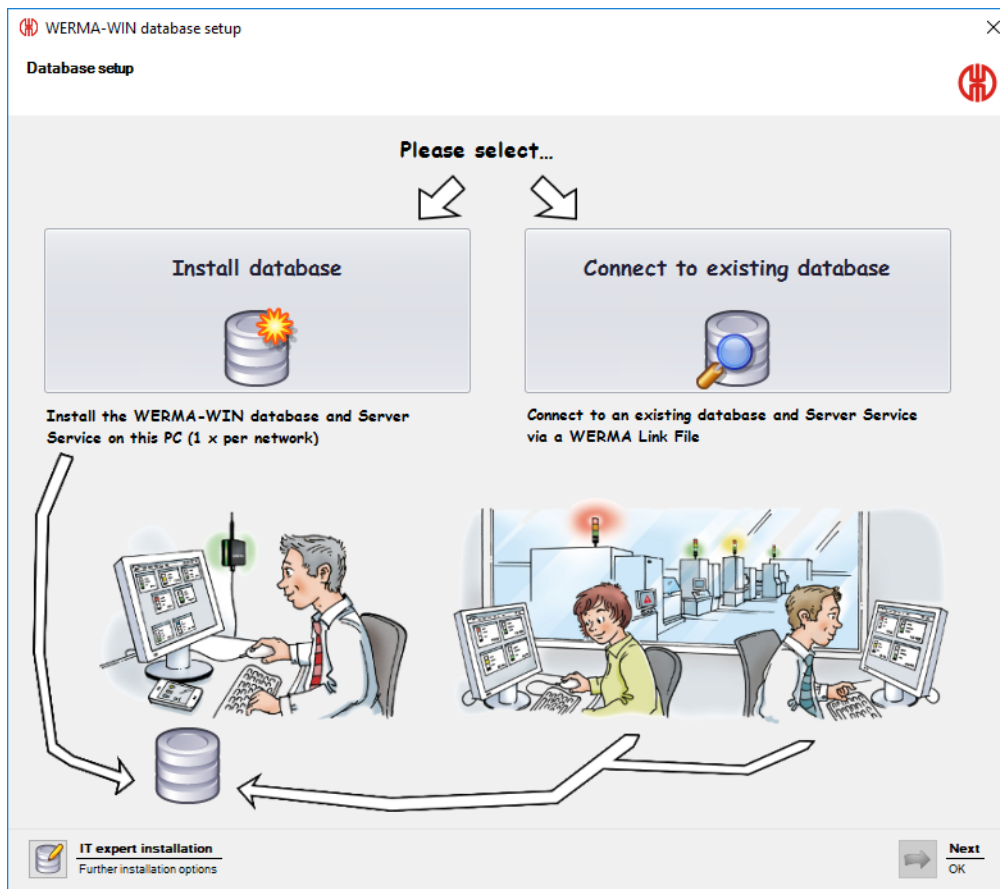 WERMA-WIN database setup
Database setup
Please select...
Install database
Connect to existing database
Install the WERMA-WIN database and Server
Service on this PC (1 x per network)
Connect to an existing database and Server Service
via a WERMA Link File
IT expert installation
Further installation options
Next
OK